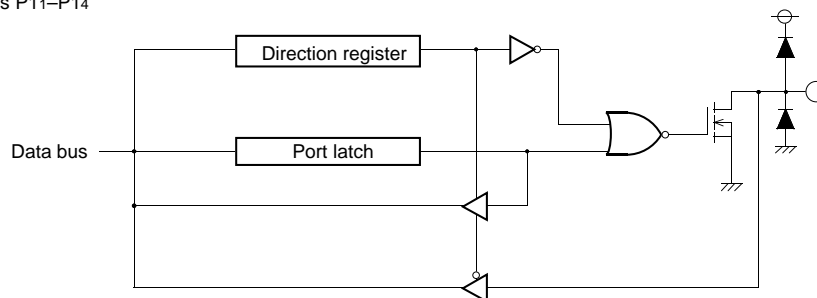 s P11–P14
Direction register
Port latch
Data bus